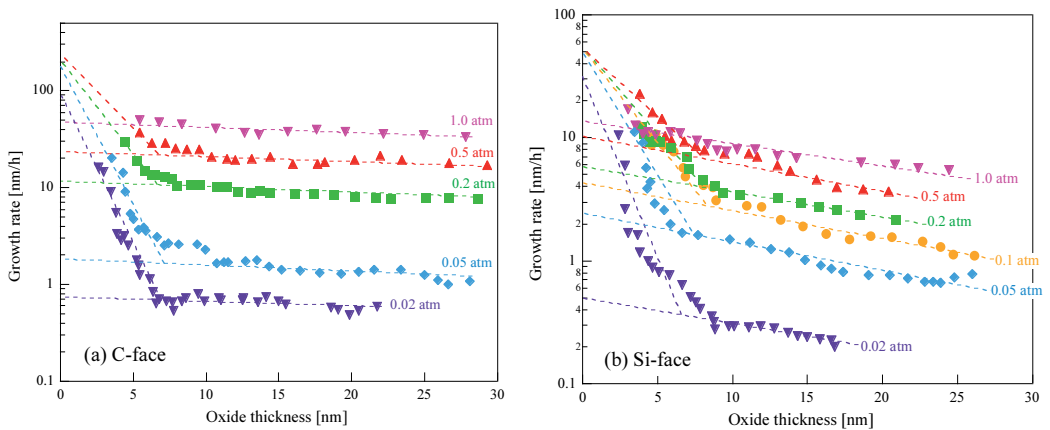 (a)
Growth rate [nm/h]
100
10
1
0.1
1.0 atm
0.5 atm
0.2 atm
0.05 atm
0.02 atm
(a) C-face
0
5
10
15
20
25
30
Oxide thickness [nm]
(b)
Growth rate [nm/h]
100
8
6
4
2
10
8
6
4
2
1
8
6
4
2
0.1
1.0 atm
0.5 atm
0.2 atm
0.1 atm
0.05 atm
0.02 atm
(b) Si-face
0
5
10
15
20
25
30
Oxide thickness [nm]